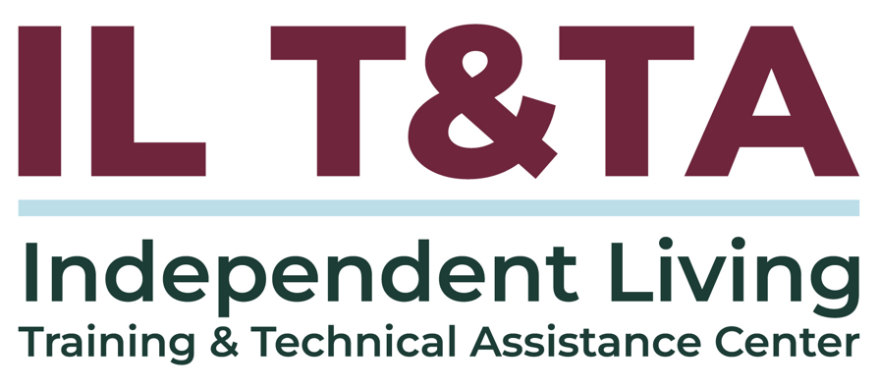 IL T&TA
Independent Living
Training & Technical Assistance Center